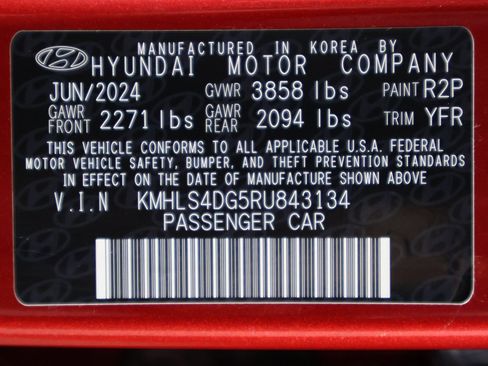 MANUFACTURED IN KOREA BY
HYUNDAI MOTOR COMPANY
JUN/2024 GVWR 3858 lbs PAINT R2P
GAWR FRONT 2271 lbs GAWR REAR 2094 lbs TRIM YFR
THIS VEHICLE CONFORMS TO ALL APPLICABLE U.S.A. FEDERAL
MOTOR VEHICLE SAFETY, BUMPER, AND THEFT PREVENTION STANDARDS
IN EFFECT ON THE DATE OF MANUFACTURE SHOWN ABOVE
V.I.N KMHLS4DG5RU843134
PASSENGER CAR